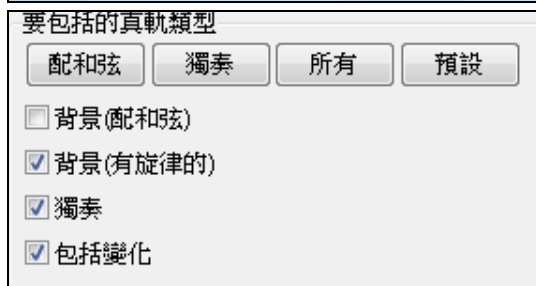 要包括的真軌類型
配和弦 獨奏 所有 預設
背景(配和弦)
背景(有旋律的)
獨奏
包括變化